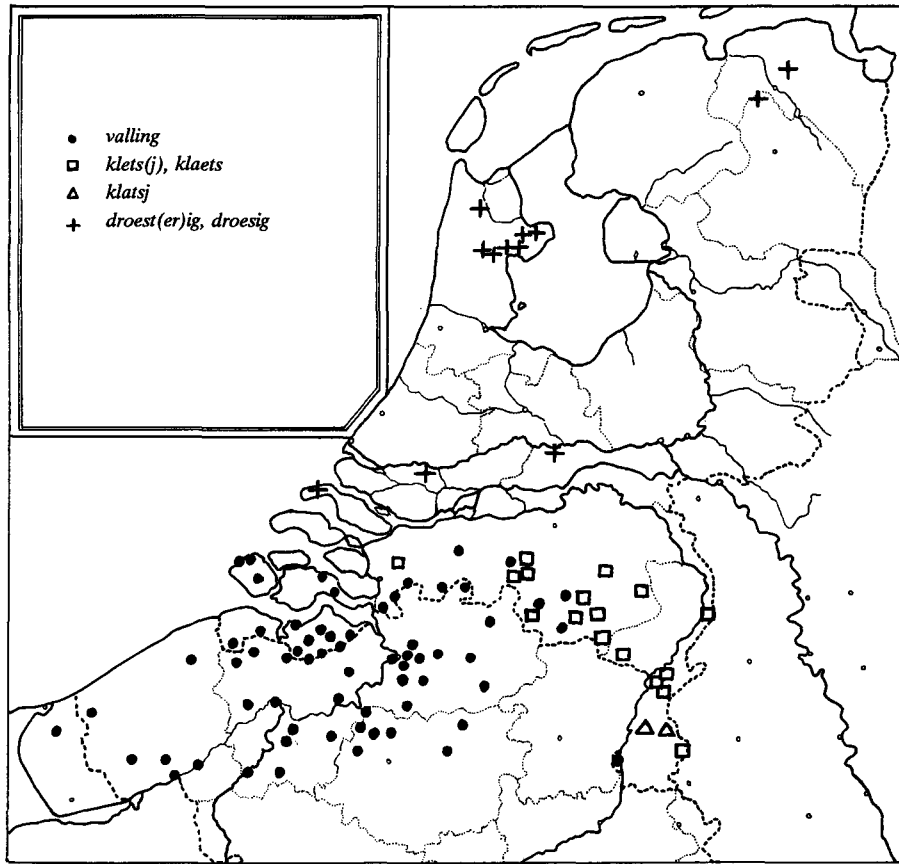 valling
klets(j), klaets
klatsj
droest(er)ig, droesig